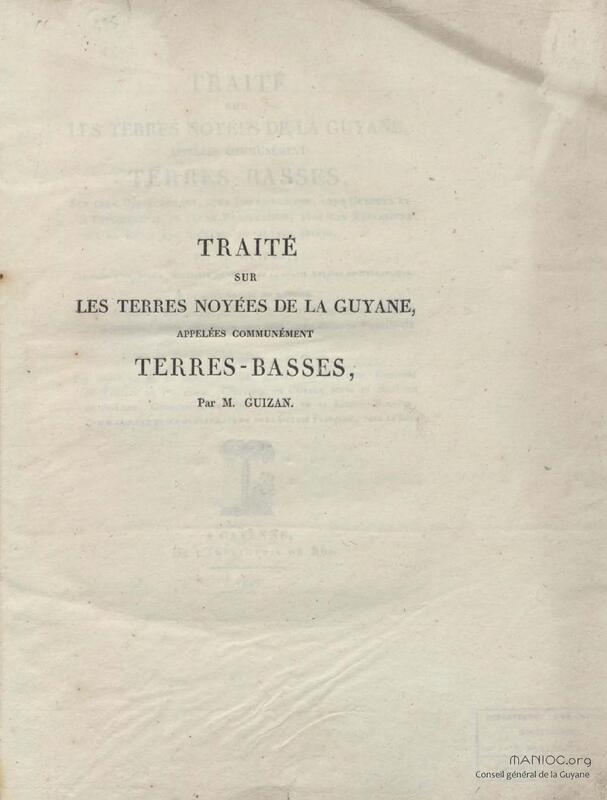 TRAITÉ
SUR
LES TERRES NOYÉES DE LA GUYANE,
APPELÉES COMMUNÉMENT
TERRES-BASSES,
Par M. GUIZAN.
MANIOC.org
Conseil général de la Guyane